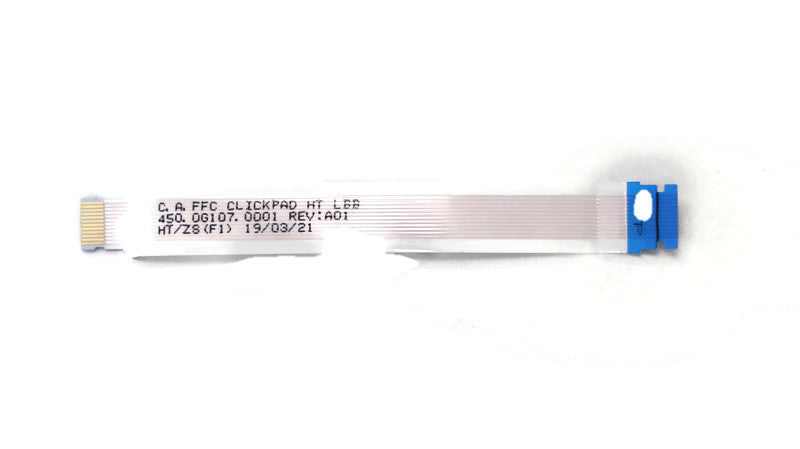 C.A.FFC CLICKPAD HT LBB
450.0G107.0001 REV:A01
HT/ZS(F1) 19/03/21